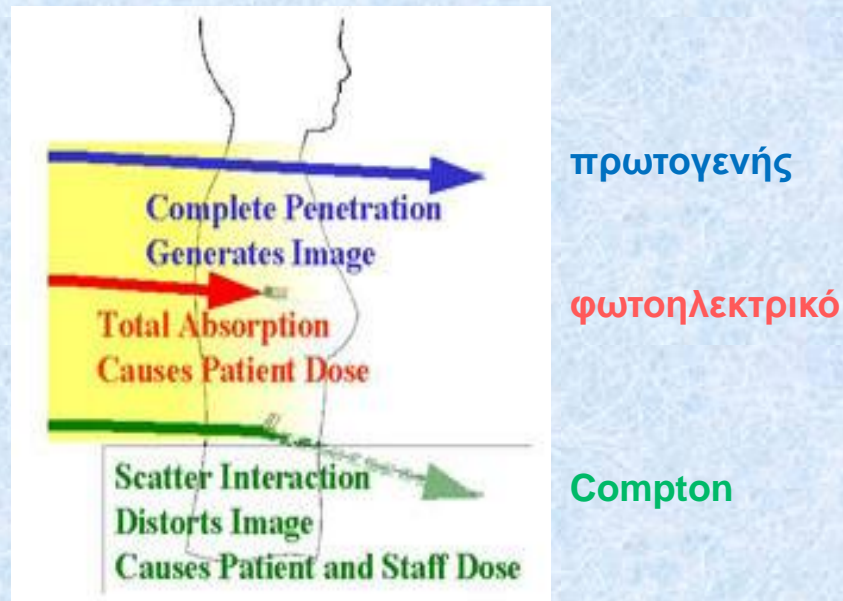 πρωτογενής
Complete Penetration
Generates Image
φωτοηλεκτρικό
Total Absorption
Causes Patient Dose
Compton
Scatter Interaction
Distorts Image
Causes Patient and Staff Dose